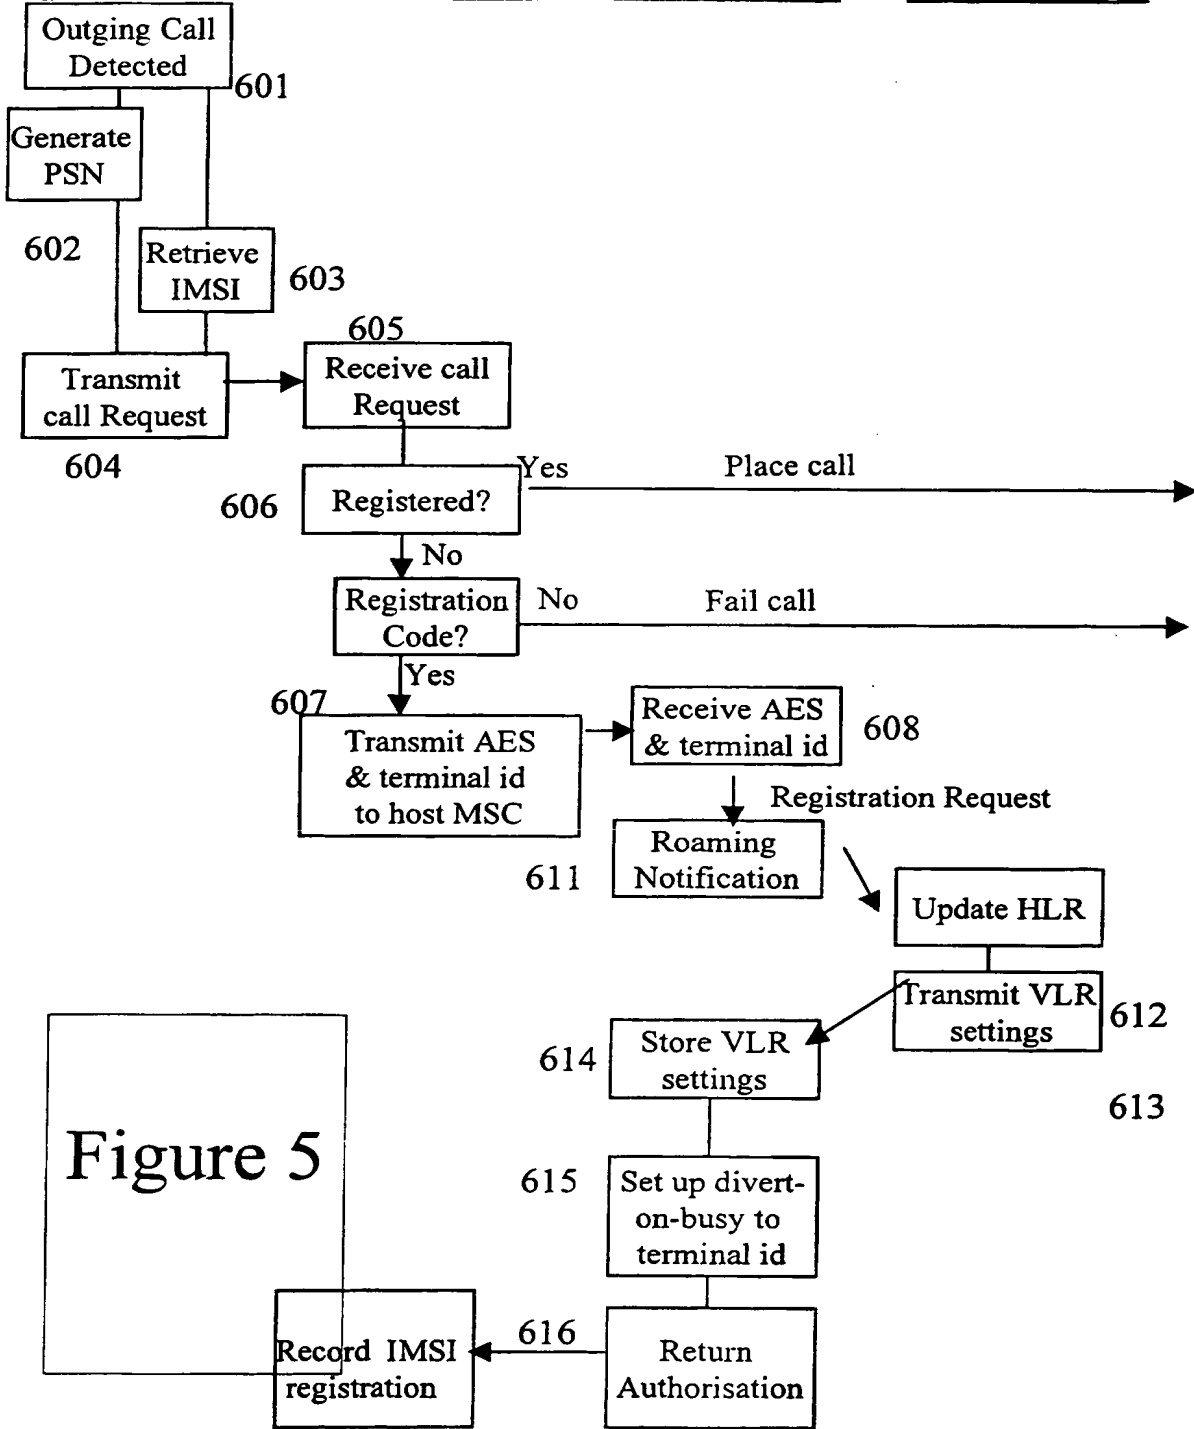 Outging Call
Detected
601
Generate
PSN
602
Retrieve
IMSI
603
605
Transmit
call Request
604
Receive call
Request
Yes
Place call
606
Registered?
No
Registration
Code?
No
Fail call
Yes
607
Transmit AES
& terminal id
to host MSC
Receive AES
& terminal id
608
Registration Request
Roaming
Notification
611
Update HLR
Transmit VLR
settings
612
613
614
Store VLR
settings
Figure 5
615
Set up divert-
on-busy to
terminal id
616
Record IMSI
registration
Return
Authorisation